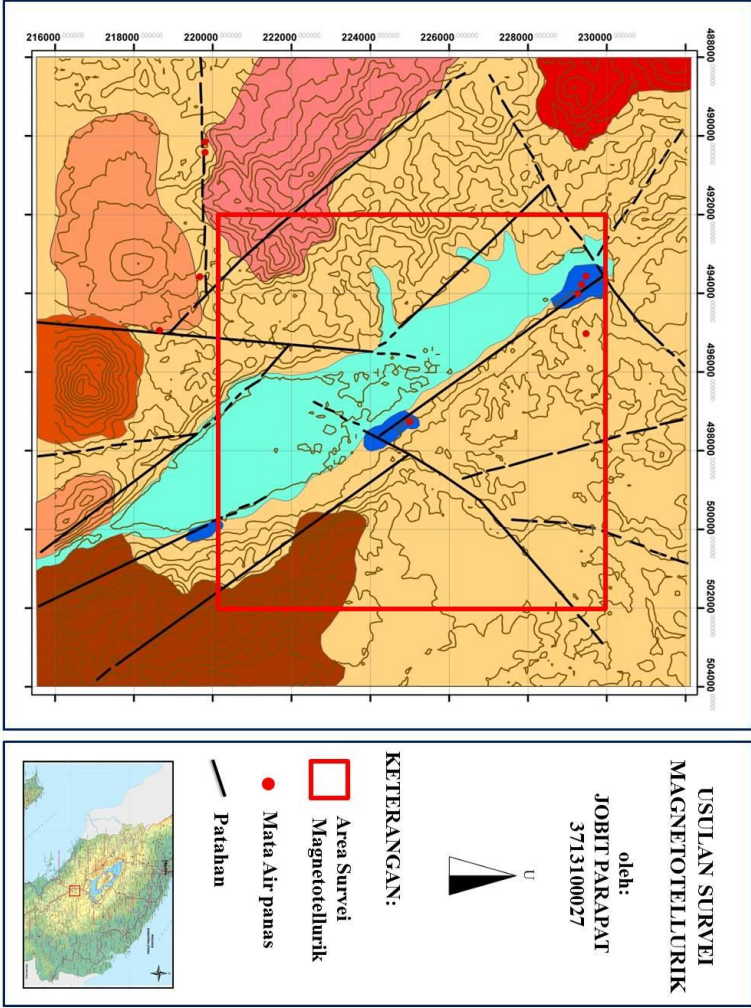 216000
218000
220000
222000
224000
226000
228000
230000
488000
490000
492000
494000
496000
498000
500000
502000
504000
USULAN SURVEI
MAGNETOTELLURIK
oleh:
JOBIT PARAPAT
3713100027
U
KETERANGAN:
Area Survei
Magnetotellurik
Mata Air panas
Patahan